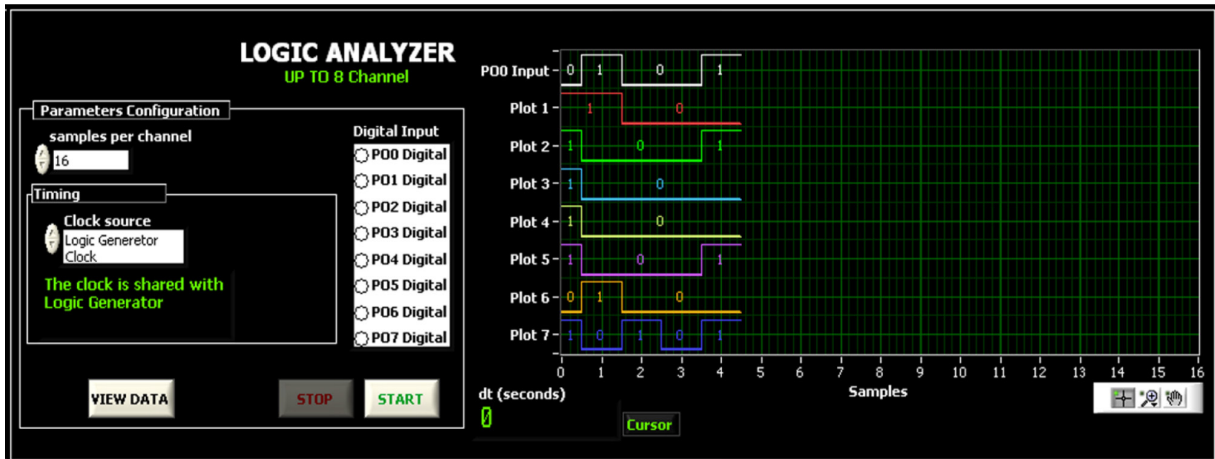 LOGIC ANALYZER
UP TO 8 Channel
Parameters Configuration
samples per channel
16
Timing
Clock source
Logic Generetor
Clock
The clock is shared with
Logic Generator
Digital Input
PO0 Digital
PO1 Digital
PO2 Digital
PO3 Digital
PO4 Digital
PO5 Digital
PO6 Digital
PO7 Digital
VIEW DATA
STOP
START
PO0 Input 0 1 0 1
Plot 1 1 0
Plot 2 1 0 1
Plot 3 1 0
Plot 4 1 0
Plot 5 1 0 1
Plot 6 0 1 0
Plot 7 1 0 1 0 1
0 1 2 3 4 5 6 7 8 9 10 11 12 13 14 15 16
Samples
dt (seconds)
0
Cursor